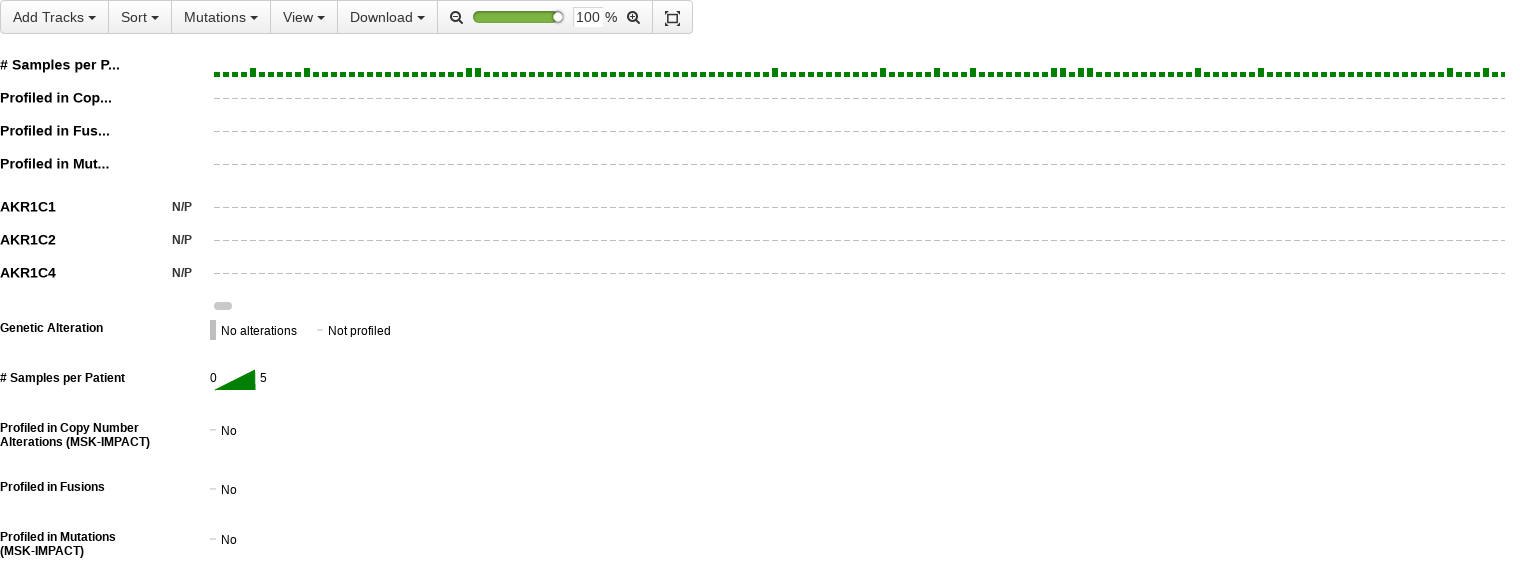 Add Tracks Sort Mutations View Download 100 %
# Samples per P...
Profiled in Cop...
Profiled in Fus...
Profiled in Mut...
AKR1C1 N/P
AKR1C2 N/P
AKR1C4 N/P
Genetic Alteration No alterations Not profiled
# Samples per Patient 0 5
Profiled in Copy Number
Alterations (MSK-IMPACT) No
Profiled in Fusions No
Profiled in Mutations
(MSK-IMPACT) No